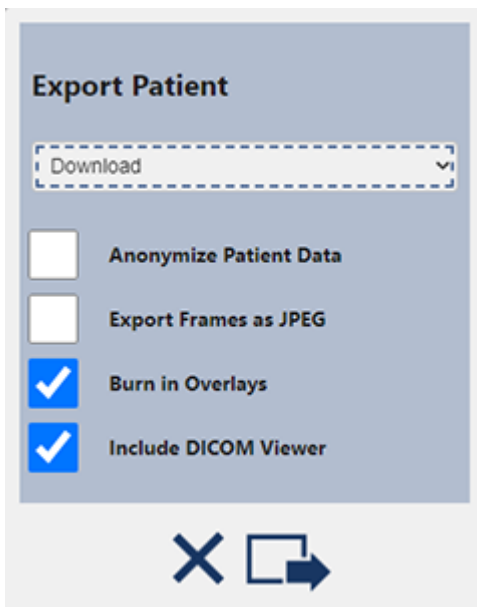 Export Patient
Download
Anonymize Patient Data
Export Frames as JPEG
Burn in Overlays
Include DICOM Viewer